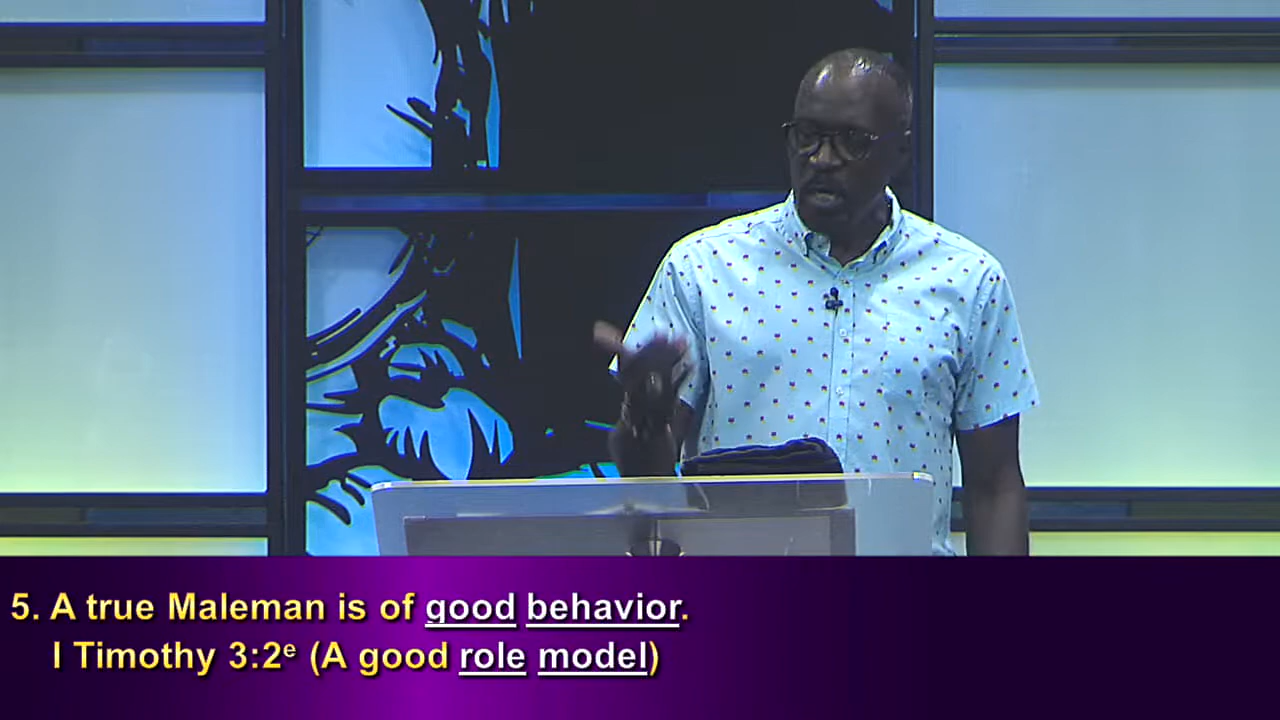 5. A true Maleman is of good behavior.
I Timothy 3:2ᵉ (A good role model)